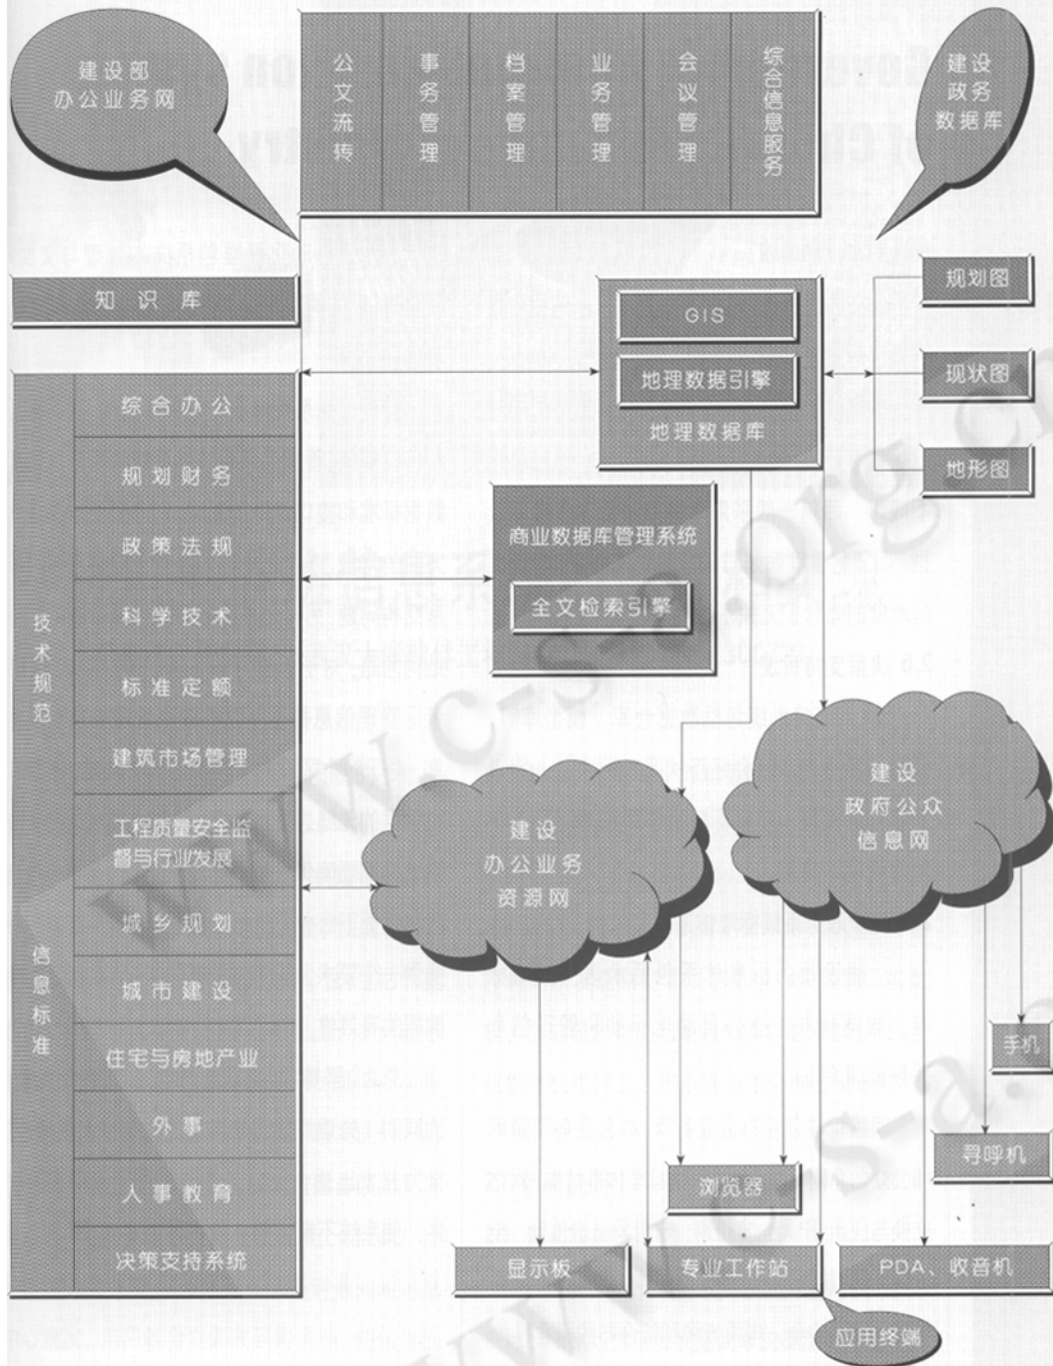 建设部
办公业务网
公文流转
事务管理
档案管理
业务管理
会议管理
综合信息服务
建设
政务
数据库
知识库
GIS
地理数据引擎
地理数据库
规划图
现状图
地形图
技术规范
信息标准
综合办公
规划财务
政策法规
科学技术
标准定额
建筑市场管理
工程质量安全监
督与行业发展
城乡规划
城市建设
住宅与房地产业
外事
人事教育
决策支持系统
商业数据库管理系统
全文检索引擎
建设
办公业务
资源网
建设
政府公众
信息网
手机
寻呼机
浏览器
显示板
专业工作站
PDA、收音机
应用终端
www.c-s-a.org.cn
www.c-s-a.o